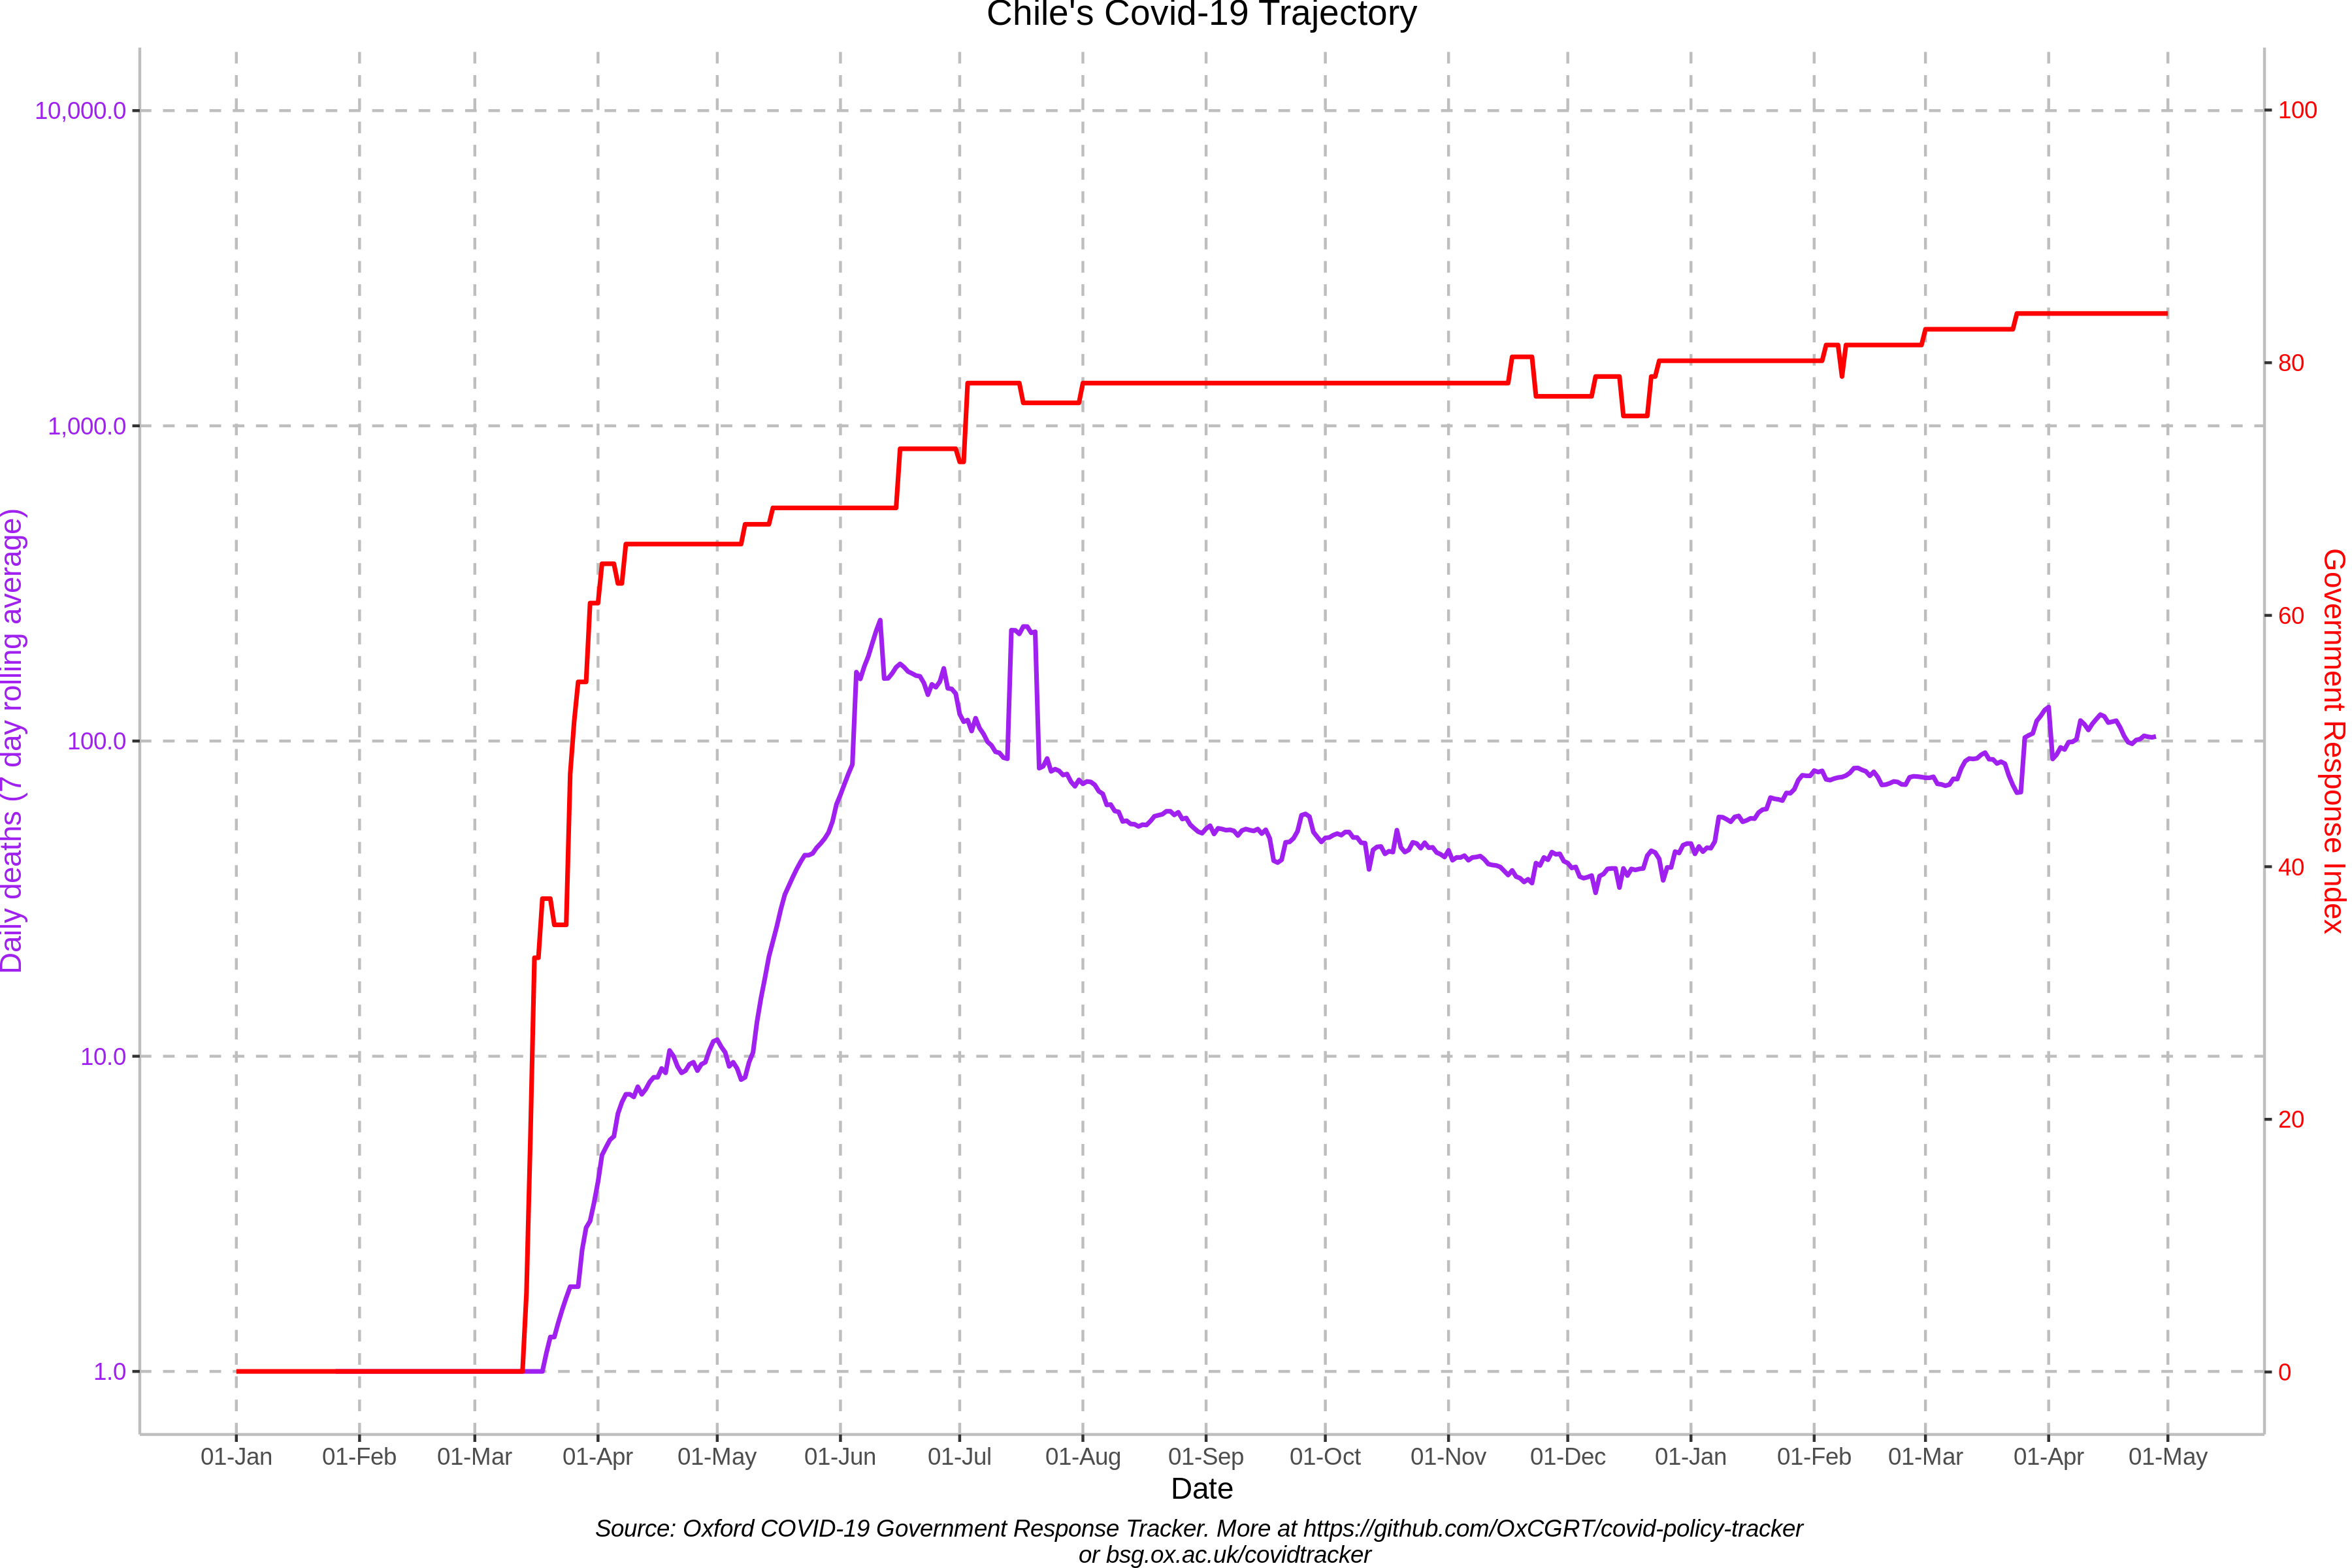 Chile's Covid-19 Trajectory
10,000.0
1,000.0
100.0
10.0
1.0
Daily deaths (7 day rolling average)
100
80
60
40
20
0
Government Response Index
01-Jan 01-Feb 01-Mar 01-Apr 01-May 01-Jun 01-Jul 01-Aug 01-Sep 01-Oct 01-Nov 01-Dec 01-Jan 01-Feb 01-Mar 01-Apr 01-May
Date
Source: Oxford COVID-19 Government Response Tracker. More at https://github.com/OxCGRT/covid-policy-tracker
or bsg.ox.ac.uk/covidtracker